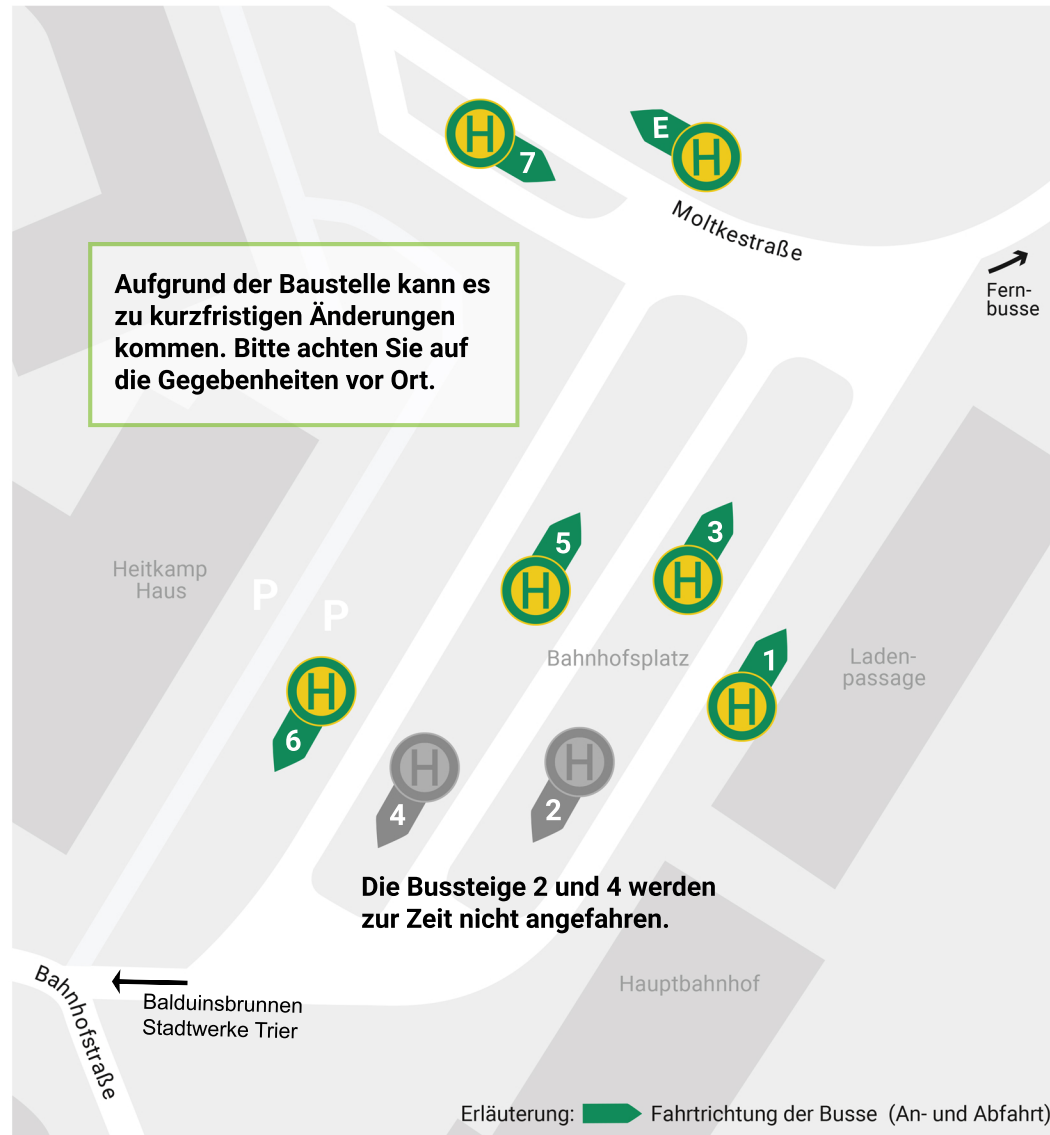 H
7
E
H
Moltkestraße
Fern-
busse
Aufgrund der Baustelle kann es
zu kurzfristigen Änderungen
kommen. Bitte achten Sie auf
die Gegebenheiten vor Ort.
5
H
3
H
Heitkamp
Haus
P
P
Bahnhofsplatz
1
H
Laden-
passage
H
6
H
4
H
2
Die Bussteige 2 und 4 werden
zur Zeit nicht angefahren.
Hauptbahnhof
Bahnhofstraße
Balduinsbrunnen
Stadtwerke Trier
Erläuterung: Fahrtrichtung der Busse (An- und Abfahrt)